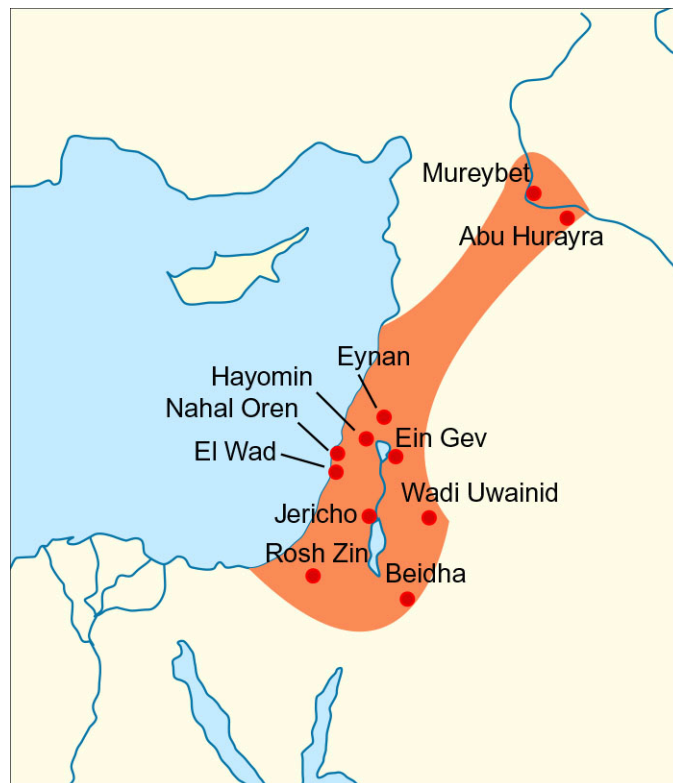 Mureybet
Abu Hurayra
Eynan
Hayomin
Nahal Oren
Ein Gev
El Wad
Wadi Uwainid
Jericho
Rosh Zin
Beidha